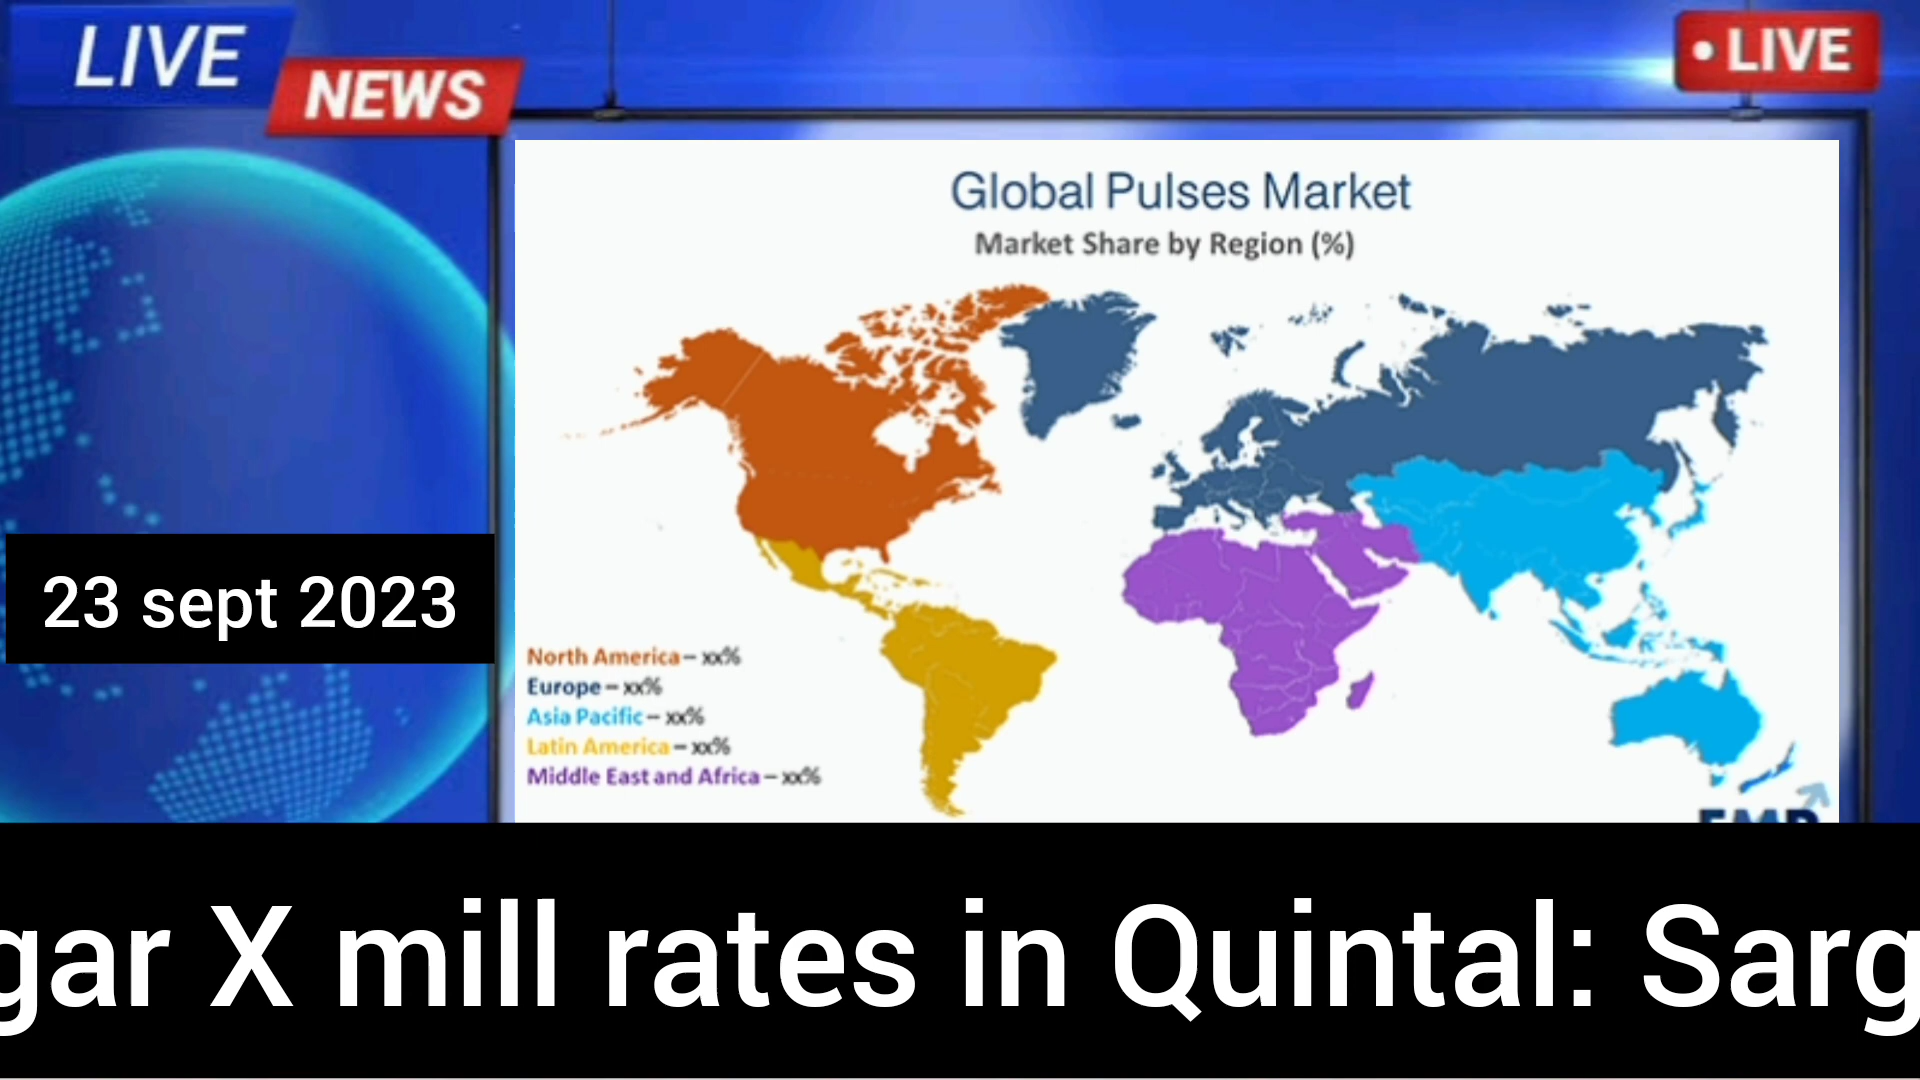 LIVE
NEWS
• LIVE
Global Pulses Market
Market Share by Region (%)
23 sept 2023
North America – xx%
Europe – xx%
Asia Pacific – xx%
Latin America – xx%
Middle East and Africa – xx%
gar X mill rates in Quintal: Sarg